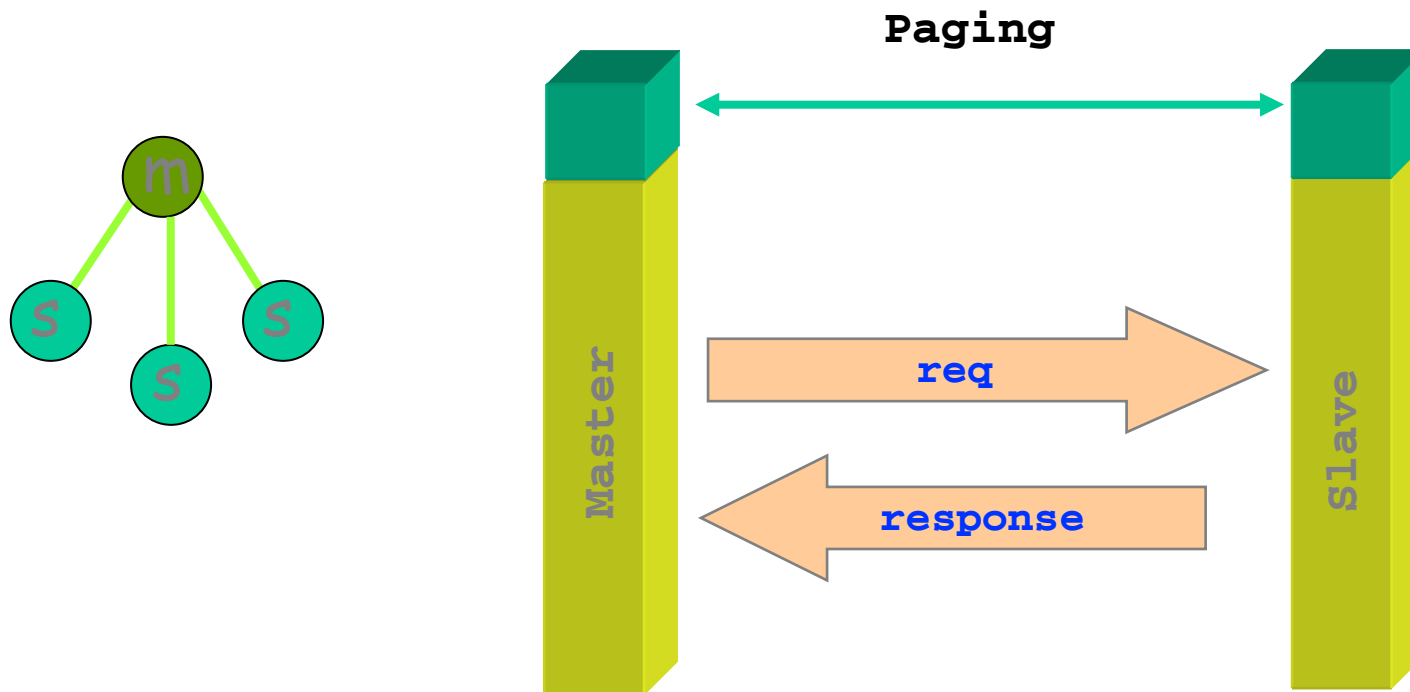 Paging
m
s
s
s
Master
req
response
Slave